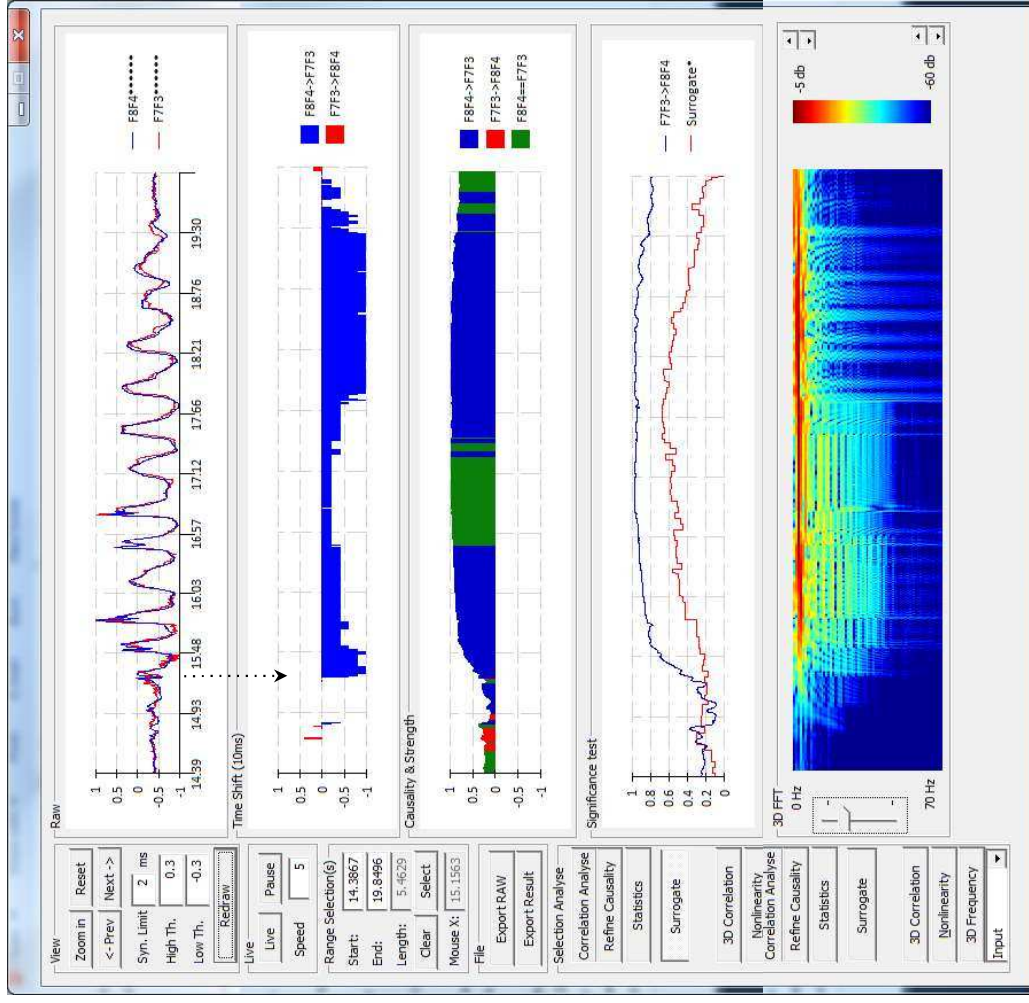 View
Zoom in Reset
<- Prev Next ->
Syn. Limit 2 ms
High Th. 0.3
Low Th. -0.3
Redraw
Live
Live Pause
Speed 5
Range Selection(s)
Start: 14.3867
End: 19.8496
Length: 5.4629
Clear Select
Mouse X: 15.1563
File
Export RAW
Export Result
Selection Analyse
Correlation Analyse
Refine Causality
Statistics
Surrogate
3D Correlation
Nonlinearity
Correlation Analyse
Refine Causality
Statistics
Surrogate
3D Correlation
Nonlinearity
3D Frequency
Input
Raw
1
0.5
0
-0.5
-1
14.39 14.93 15.48 16.03 16.57 17.12 17.66 18.21 18.76 19.30
F8F4********
F7F3********
Time Shift (10ms)
1
0.5
0
-0.5
-1
F8F4->F7F3
F7F3->F8F4
Causality & Strength
1
0.5
0
-0.5
-1
F8F4->F7F3
F7F3->F8F4
F8F4==F7F3
Significance test
1
0.8
0.6
0.4
0.2
0
F7F3->F8F4
Surrogate*
3D FFT
0 Hz
70 Hz
-5 db
-60 db